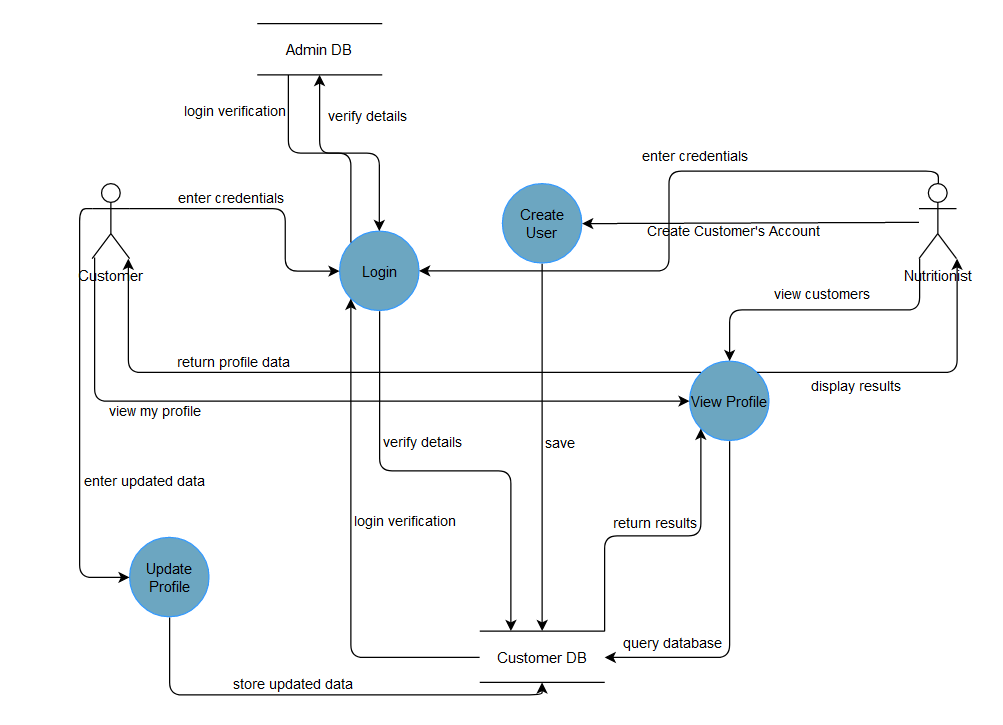 Admin DB
login verification
verify details
enter credentials
enter credentials
Create
User
Create Customer's Account
Login
Customer
Nutritionist
view customers
return profile data
display results
View Profile
view my profile
verify details
save
enter updated data
login verification
return results
Update
Profile
query database
Customer DB
store updated data